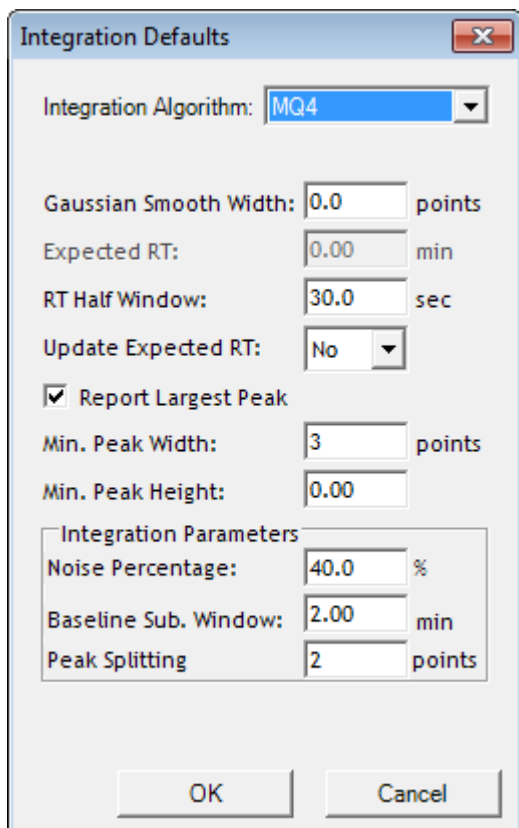 Integration Defaults
Integration Algorithm: MQ4
Gaussian Smooth Width: 0.0 points
Expected RT: 0.00 min
RT Half Window: 30.0 sec
Update Expected RT: No
Report Largest Peak
Min. Peak Width: 3 points
Min. Peak Height: 0.00
Integration Parameters
Noise Percentage: 40.0 %
Baseline Sub. Window: 2.00 min
Peak Splitting 2 points
OK Cancel